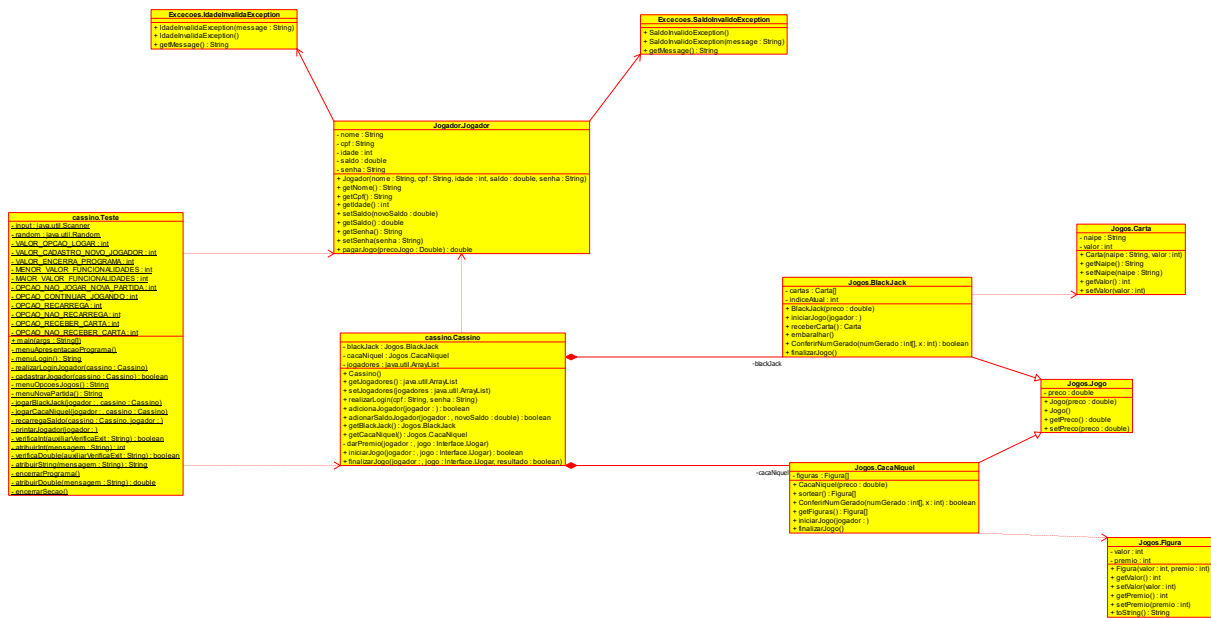 Excecoes.IdadeInvalidaException
+ IdadeInvalidaException(message : String)
+ IdadeInvalidaException()
+ getMessage() : String
Excecoes.SaldoInvalidoException
+ SaldoInvalidoException()
+ SaldoInvalidoException(message : String)
+ getMessage() : String
Jogador.Jogador
- nome : String
- cpf : String
- idade : int
- saldo : double
- senha : String
+ Jogador(nome : String, cpf : String, idade : int, saldo : double, senha : String)
+ getNome() : String
+ getCpf() : String
+ getIdade() : int
+ setSaldo(novoSaldo : double)
+ getSaldo() : double
+ getSenha() : String
+ setSenha(senha : String)
+ pagarJogo(precoJogo : Double) : double
cassino.Teste
- input : java.util.Scanner
- random : java.util.Random
- VALOR_OPCAO_LOGAR : int
- VALOR_CADASTRO_NOVO_JOGADOR : int
- VALOR_ENCERRA_PROGRAMA : int
- MENOR_VALOR_FUNCIONALIDADES : int
- MAIOR_VALOR_FUNCIONALIDADES : int
- OPCAO_NAO_JOGAR_NOVA_PARTIDA : int
- OPCAO_CONTINUAR_JOGANDO : int
- OPCAO_RECARREGA : int
- OPCAO_NAO_RECARREGA : int
- OPCAO_RECEBER_CARTA : int
- OPCAO_NAO_RECEBER_CARTA : int
+ main(args : String[])
- menuApresentacaoPrograma()
- menuLogin() : String
- realizarLoginJogador(cassino : Cassino)
- cadastrarJogador(cassino : Cassino) : boolean
- menuOpcoesJogos() : String
- menuNovaPartida() : String
- jogarBlackJack(jogador : , cassino : Cassino)
- jogarCacaNiquel(jogador : , cassino : Cassino)
- recarregaSaldo(cassino : Cassino, jogador : )
- printarJogador(jogador : )
- verificaInt(auxiliarVerificaExit : String) : boolean
- atribuirInt(mensagem : String) : int
- verificaDouble(auxiliarVerificaExit : String) : boolean
- atribuirString(mensagem : String) : String
- encerrarPrograma()
- atribuirDouble(mensagem : String) : double
- encerrarSecao()
cassino.Cassino
- blackJack : Jogos.BlackJack
- cacaNiquel : Jogos.CacaNiquel
- jogadores : java.util.ArrayList
+ Cassino()
+ getJogadores() : java.util.ArrayList
+ setJogadores(jogadores : java.util.ArrayList)
+ realizarLogin(cpf : String, senha : String)
+ adicionaJogador(jogador : ) : boolean
+ adionarSaldoJogador(jogador : , novoSaldo : double) : boolean
+ getBlackJack() : Jogos.BlackJack
+ getCacaNiquel() : Jogos.CacaNiquel
- darPremio(jogador : , jogo : Interface.IJogar)
+ iniciarJogo(jogador : , jogo : Interface.IJogar) : boolean
+ finalizarJogo(jogador : , jogo : Interface.IJogar, resultado : boolean)
-blackJack
-cacaNiquel
Jogos.BlackJack
- cartas : Carta[]
- indiceAtual : int
+ BlackJack(preco : double)
+ iniciarJogo(jogador : )
+ receberCarta() : Carta
+ embaralhar()
+ ConferirNumGerado(numGerado : int[], x : int) : boolean
+ finalizarJogo()
Jogos.Carta
- naipe : String
- valor : int
+ Carta(naipe : String, valor : int)
+ getNaipe() : String
+ setNaipe(naipe : String)
+ getValor() : int
+ setValor(valor : int)
Jogos.Jogo
- preco : double
+ Jogo(preco : double)
+ Jogo()
+ getPreco() : double
+ setPreco(preco : double)
Jogos.CacaNiquel
- figuras : Figura[]
+ CacaNiquel(preco : double)
+ sortear() : Figura[]
+ ConferirNumGerado(numGerado : int[], x : int) : boolean
+ getFiguras() : Figura[]
+ iniciarJogo(jogador : )
+ finalizarJogo()
Jogos.Figura
- valor : int
- premio : int
+ Figura(valor : int, premio : int)
+ getValor() : int
+ setValor(valor : int)
+ getPremio() : int
+ setPremio(premio : int)
+ toString() : String